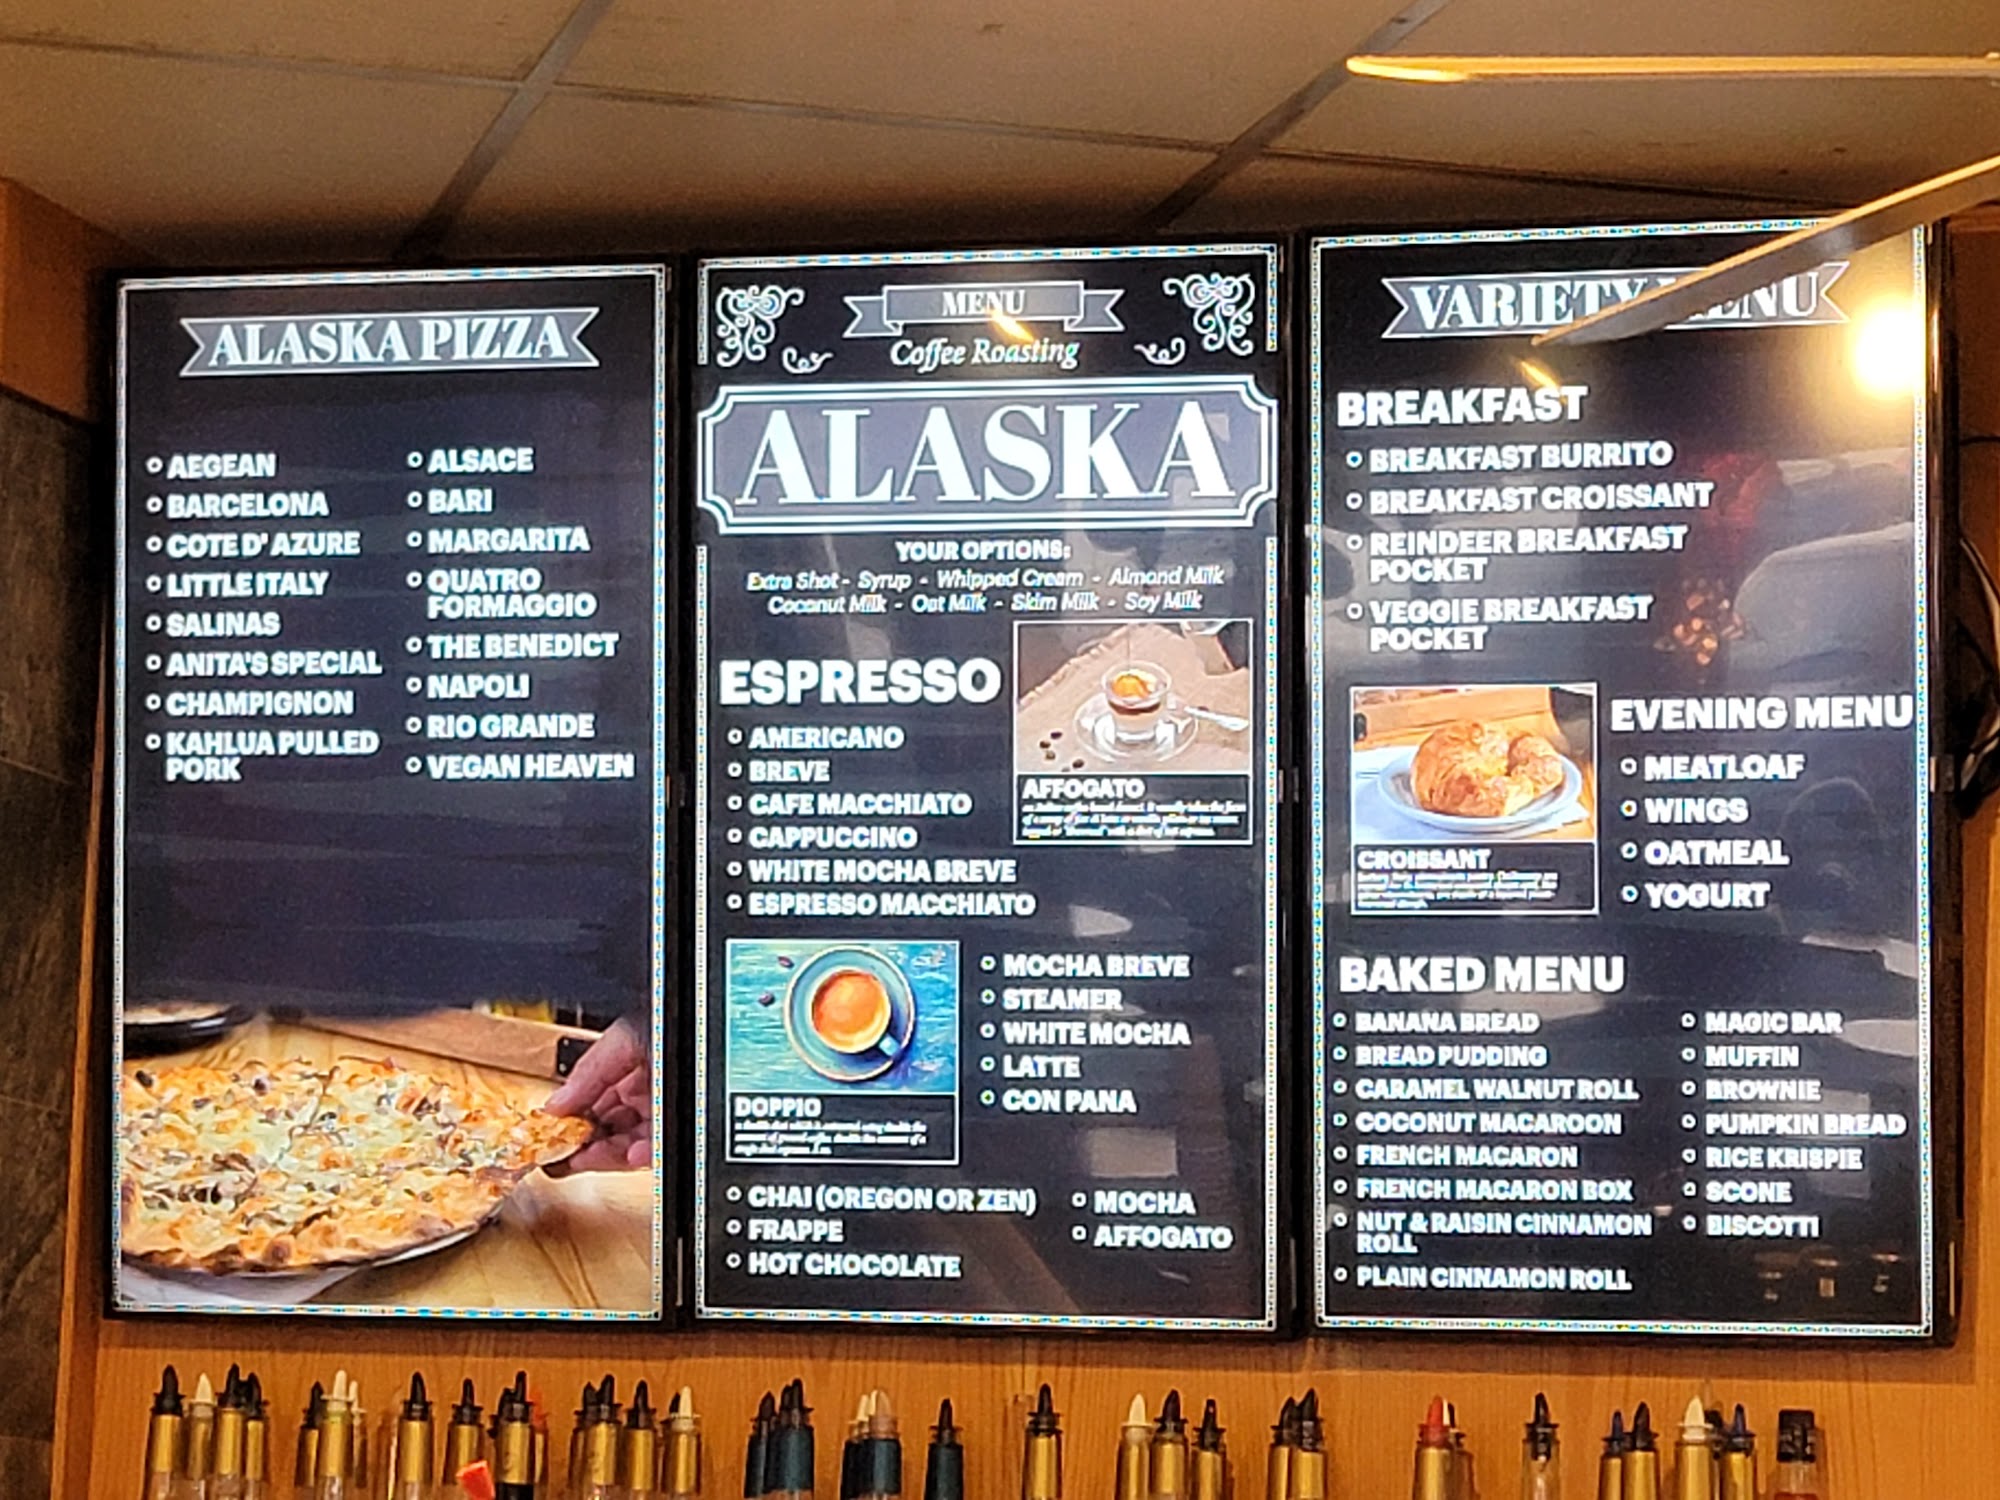 ALASKA PIZZA
AEGEAN
BARCELONA
COTE D' AZURE
LITTLE ITALY
SALINAS
ANITA'S SPECIAL
CHAMPIGNON
KAHLUA PULLED
PORK
ALSACE
BARI
MARGARITA
QUATRO
FORMAGGIO
THE BENEDICT
NAPOLI
RIO GRANDE
VEGAN HEAVEN
MENU
Coffee Roasting
ALASKA
YOUR OPTIONS:
Extra Shot - Syrup - Whipped Cream - Almond Milk
Coconut Milk - Oat Milk - Skim Milk - Soy Milk
ESPRESSO
AMERICANO
BREVE
CAFE MACCHIATO
CAPPUCCINO
WHITE MOCHA BREVE
ESPRESSO MACCHIATO
AFFOGATO
DOPPIO
MOCHA BREVE
STEAMER
WHITE MOCHA
LATTE
CON PANA
CHAI (OREGON OR ZEN)
FRAPPE
HOT CHOCOLATE
MOCHA
AFFOGATO
VARIETY MENU
BREAKFAST
BREAKFAST BURRITO
BREAKFAST CROISSANT
REINDEER BREAKFAST
POCKET
VEGGIE BREAKFAST
POCKET
CROISSANT
EVENING MENU
MEATLOAF
WINGS
OATMEAL
YOGURT
BAKED MENU
BANANA BREAD
BREAD PUDDING
CARAMEL WALNUT ROLL
COCONUT MACAROON
FRENCH MACARON
FRENCH MACARON BOX
NUT & RAISIN CINNAMON
ROLL
PLAIN CINNAMON ROLL
MAGIC BAR
MUFFIN
BROWNIE
PUMPKIN BREAD
RICE KRISPIE
SCONE
BISCOTTI